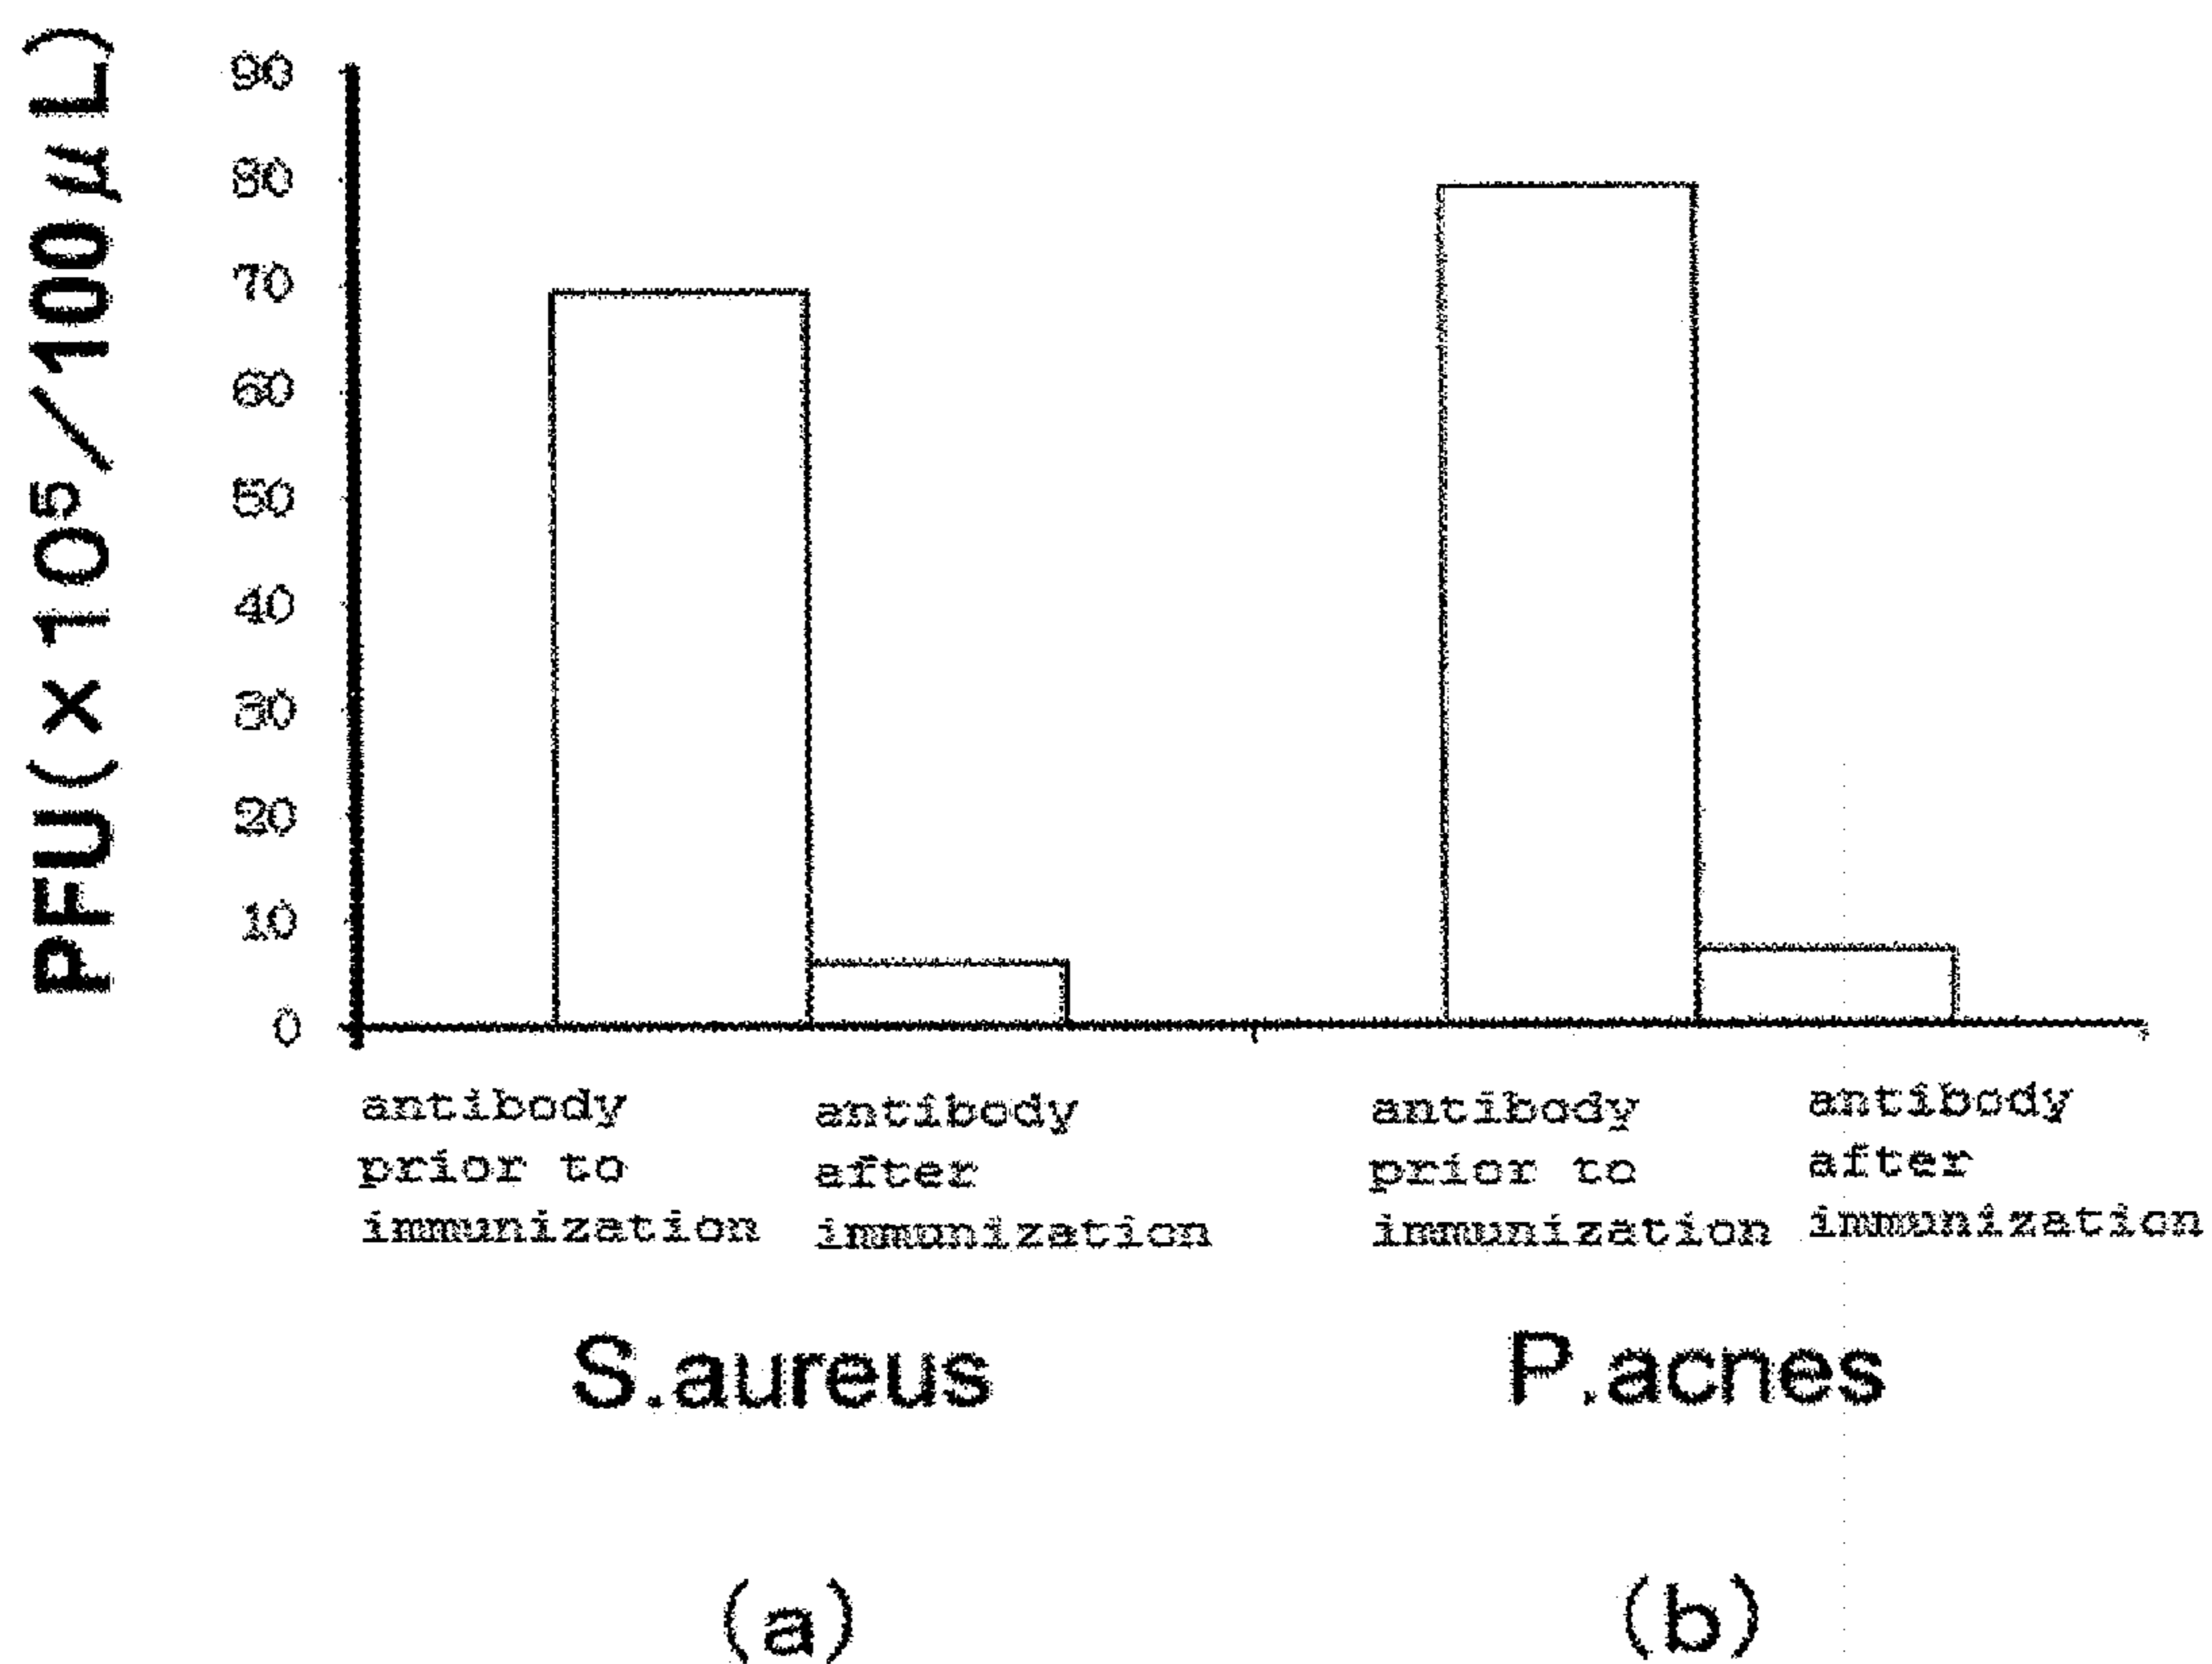 PFU(×10⁵/100μL)
90
80
70
60
50
40
30
20
10
0
antibody
prior to
immunization
antibody
after
immunization
antibody
prior to
immunization
antibody
after
immunization
S.aureus
P.acnes
(a)
(b)